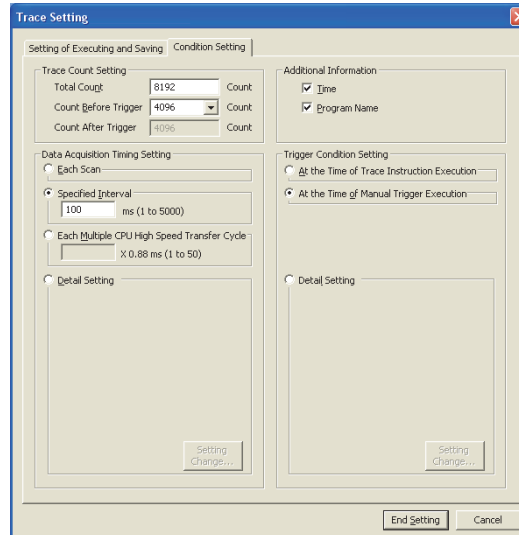 Trace Setting
Setting of Executing and Saving
Condition Setting
Trace Count Setting
Total Count 8192 Count
Count Before Trigger 4096 Count
Count After Trigger 4096 Count
Additional Information
Time
Program Name
Data Acquisition Timing Setting
Each Scan
Specified Interval
100 ms (1 to 5000)
Each Multiple CPU High Speed Transfer Cycle
X 0.88 ms (1 to 50)
Detail Setting
Setting
Change...
Trigger Condition Setting
At the Time of Trace Instruction Execution
At the Time of Manual Trigger Execution
Detail Setting
Setting
Change...
End Setting
Cancel